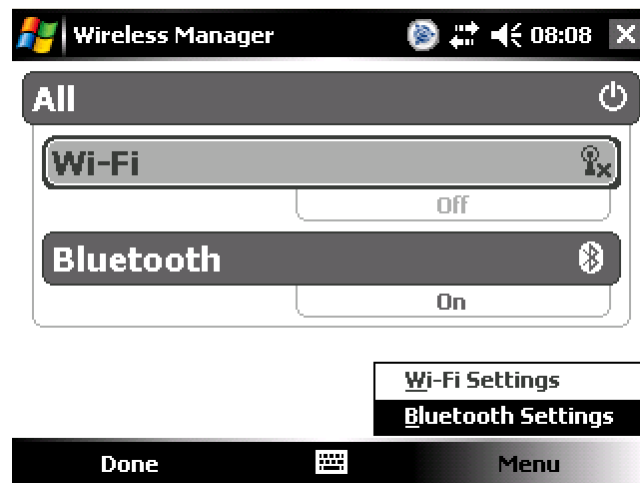 Wireless Manager 08:08
All
Wi-Fi
Off
Bluetooth
On
Wi-Fi Settings
Bluetooth Settings
Done Menu